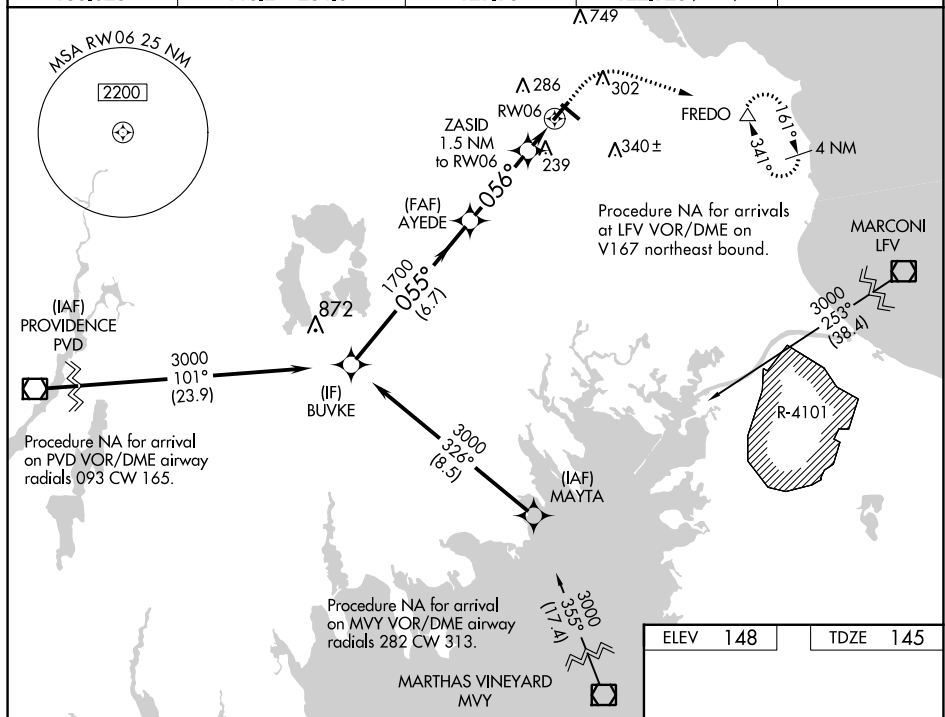 MSA RW06 25 NM
2200
749
286
302
RW06
FREDO
161°
341°
4 NM
ZASID
1.5 NM
to RW06
239
340±
056°
(FAF)
AYEDE
Procedure NA for arrivals
at LFV VOR/DME on
V167 northeast bound.
MARCONI
LFV
1700
055°
(6.7)
3000
253°
(38.4)
872
(IAF)
PROVIDENCE
PVD
3000
101°
(23.9)
(IF)
BUVKE
R-4101
Procedure NA for arrival
on PVD VOR/DME airway
radials 093 CW 165.
3000
326°
(8.5)
(IAF)
MAYTA
Procedure NA for arrival
on MVY VOR/DME airway
radials 282 CW 313.
3000
355°
(17.4)
MARTHAS VINEYARD
MVY
ELEV 148
TDZE 145